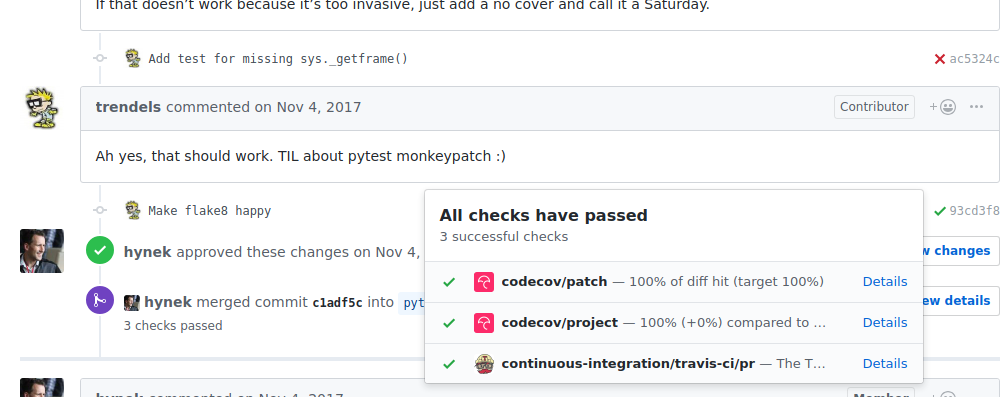 If that doesn't work because it's too invasive, just add a no cover and call it a Saturday.
Add test for missing sys._getframe()
ac5324c
trendels commented on Nov 4, 2017
Contributor
Ah yes, that should work. TIL about pytest monkeypatch :)
Make flake8 happy
93cd3f8
All checks have passed
3 successful checks
hynek approved these changes on Nov 4,
w changes
codecov/patch — 100% of diff hit (target 100%)
Details
hynek merged commit c1adf5c into pyt
ew details
3 checks passed
codecov/project — 100% (+0%) compared to ...
Details
continuous-integration/travis-ci/pr — The T...
Details
hynek commented on Nov 4, 2017
Member